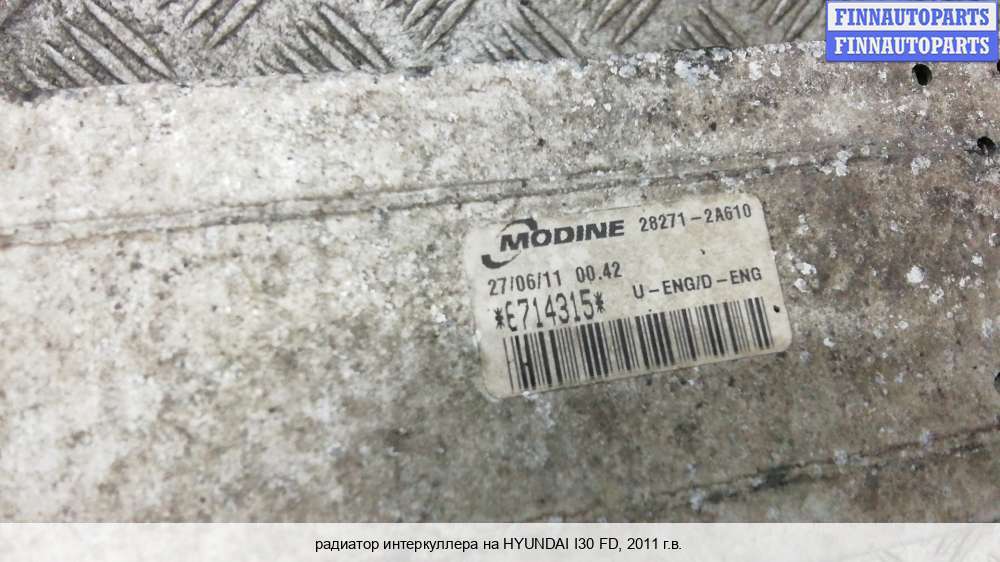 FINNAUTOPARTS
FINNAUTOPARTS
MODINE 28271-2A610
27/06/11 00.42
U-ENG/D-ENG
*E714315*
H
радиатор интеркуллера на HYUNDAI I30 FD, 2011 г.в.